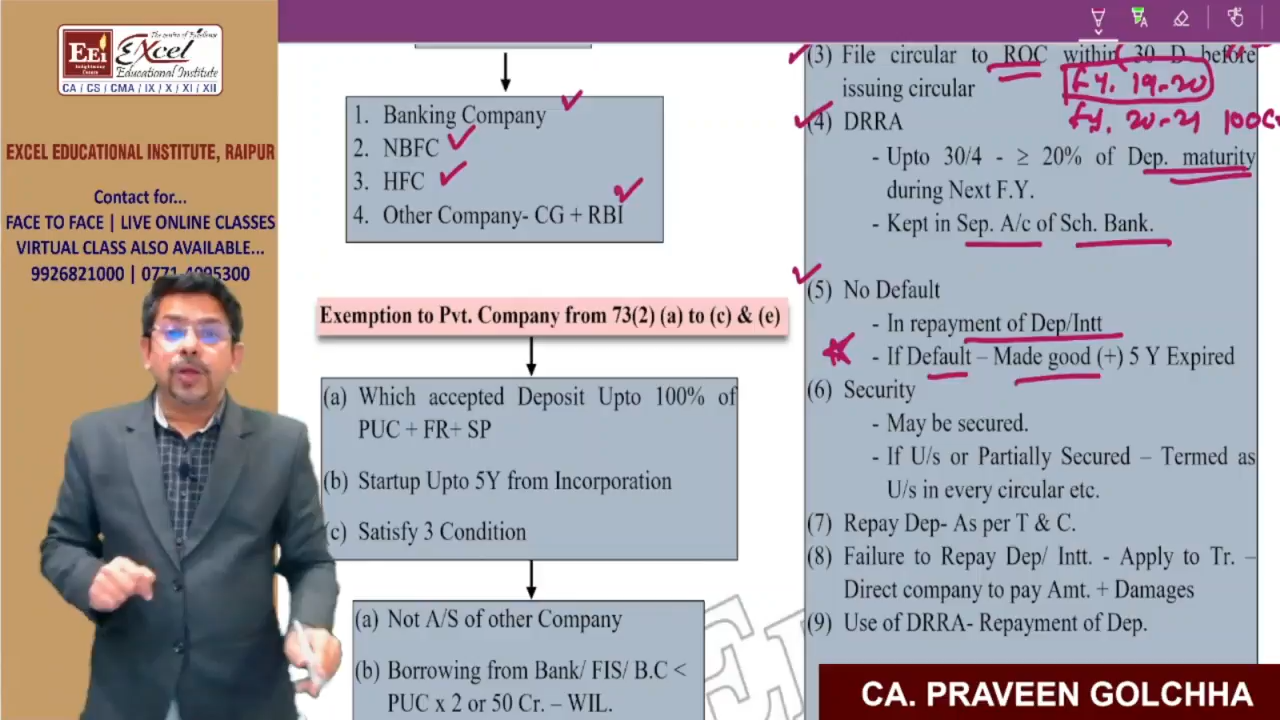 The centre of Excellence
EEi
Excel
Educational Institute
CA / CS / CMA / IX / X / XI / XII
EXCEL EDUCATIONAL INSTITUTE, RAIPUR
Contact for...
FACE TO FACE | LIVE ONLINE CLASSES
VIRTUAL CLASS ALSO AVAILABLE...
9926821000 | 0771-4095300
1. Banking Company
2. NBFC
3. HFC
4. Other Company- CG + RBI
Exemption to Pvt. Company from 73(2) (a) to (c) & (e)
(a) Which accepted Deposit Upto 100% of
PUC + FR+ SP
(b) Startup Upto 5Y from Incorporation
(c) Satisfy 3 Condition
(a) Not A/S of other Company
(b) Borrowing from Bank/ FIS/ B.C <
PUC x 2 or 50 Cr. – WIL.
(3) File circular to ROC within 30 D before
issuing circular
F.Y. 19-20
(4) DRRA
F.Y. 20-21 100Cr
- Upto 30/4 - ≥ 20% of Dep. maturity
during Next F.Y.
- Kept in Sep. A/c of Sch. Bank.
(5) No Default
- In repayment of Dep/Intt
- If Default – Made good (+) 5 Y Expired
(6) Security
- May be secured.
- If U/s or Partially Secured – Termed as
U/s in every circular etc.
(7) Repay Dep- As per T & C.
(8) Failure to Repay Dep/ Intt. - Apply to Tr. –
Direct company to pay Amt. + Damages
(9) Use of DRRA- Repayment of Dep.
CA. PRAVEEN GOLCHHA